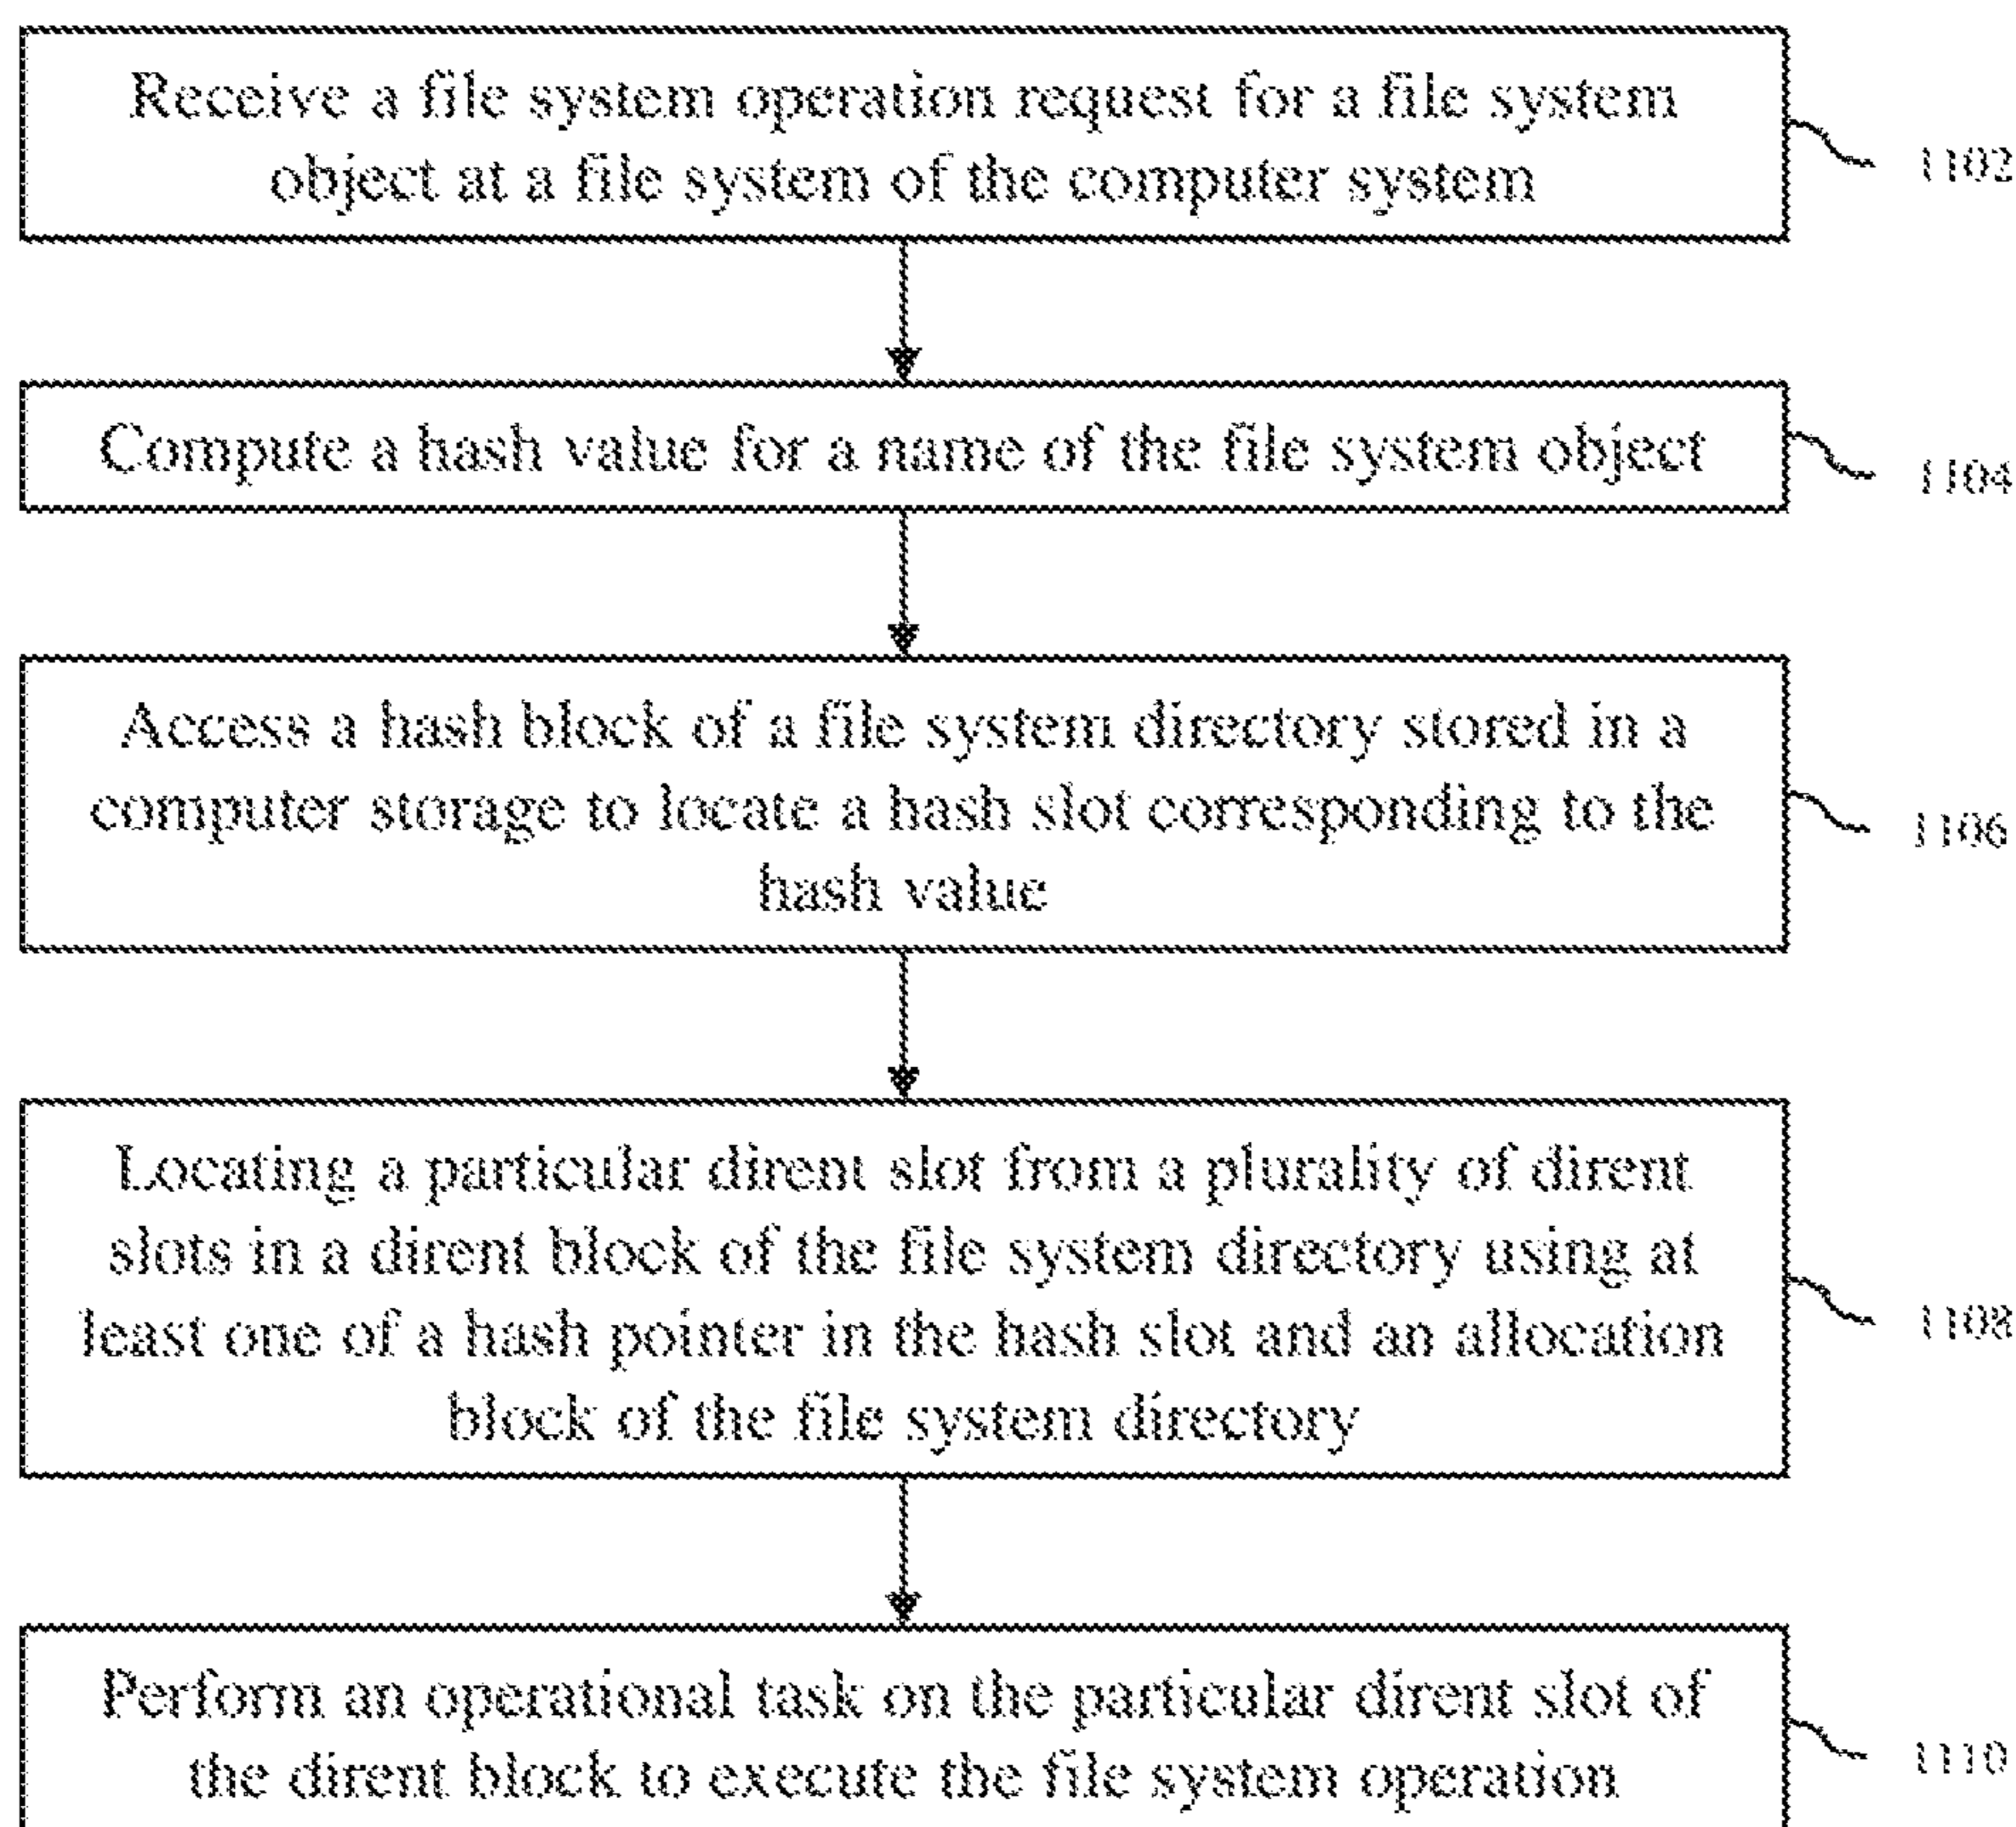 Receive a file system operation request for a file system
object at a file system of the computer system
1102
Compute a hash value for a name of the file system object
1104
Access a hash block of a file system directory stored in a
computer storage to locate a hash slot corresponding to the
hash value
1106
Locating a particular dirent slot from a plurality of dirent
slots in a dirent block of the file system directory using at
least one of a hash pointer in the hash slot and an allocation
block of the file system directory
1108
Perform an operational task on the particular dirent slot of
the dirent block to execute the file system operation
1110